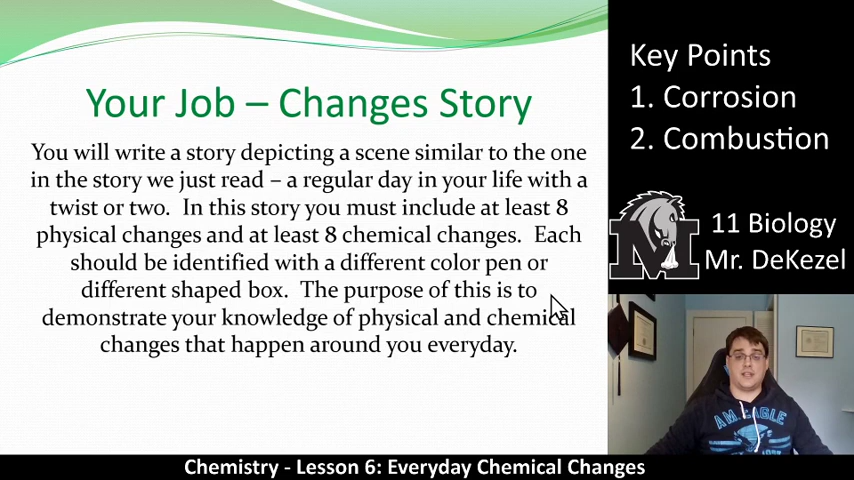 Your Job – Changes Story
You will write a story depicting a scene similar to the one
in the story we just read – a regular day in your life with a
twist or two.  In this story you must include at least 8
physical changes and at least 8 chemical changes.  Each
should be identified with a different color pen or
different shaped box.  The purpose of this is to
demonstrate your knowledge of physical and chemical
changes that happen around you everyday.
Key Points
1. Corrosion
2. Combustion
M
11 Biology
Mr. DeKezel
AM. EAGLE
Chemistry - Lesson 6: Everyday Chemical Changes